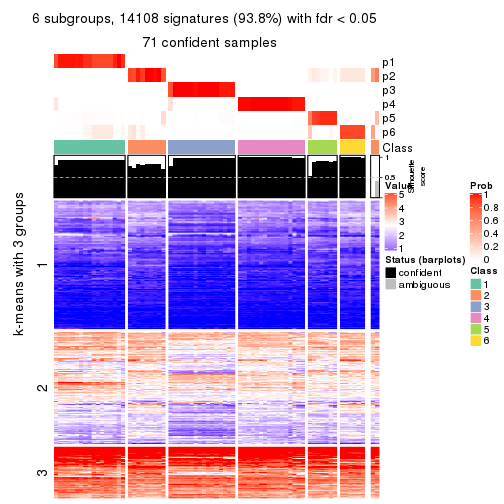 6 subgroups, 14108 signatures (93.8%) with fdr < 0.05
71 confident samples
p1
p2
p3
p4
p5
p6
Class
1
0.5
Silhouette
score
k-means with 3 groups
1
2
3
Value
5
4
3
2
1
Status (barplots)
confident
ambiguous
Prob
1
0.8
0.6
0.4
0.2
0
Class
1
2
3
4
5
6